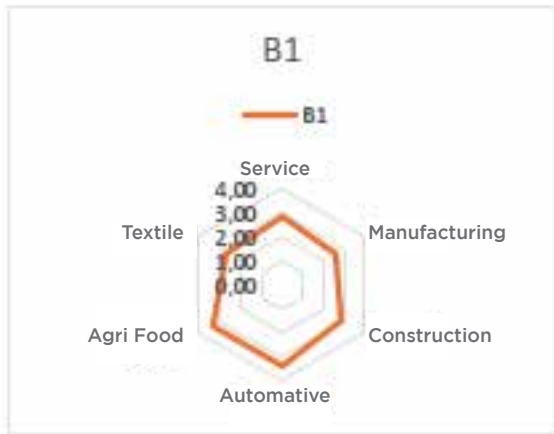 B1
B1
Service
4,00
3,00
2,00
1,00
0,00
Textile
Manufacturing
Agri Food
Construction
Automative